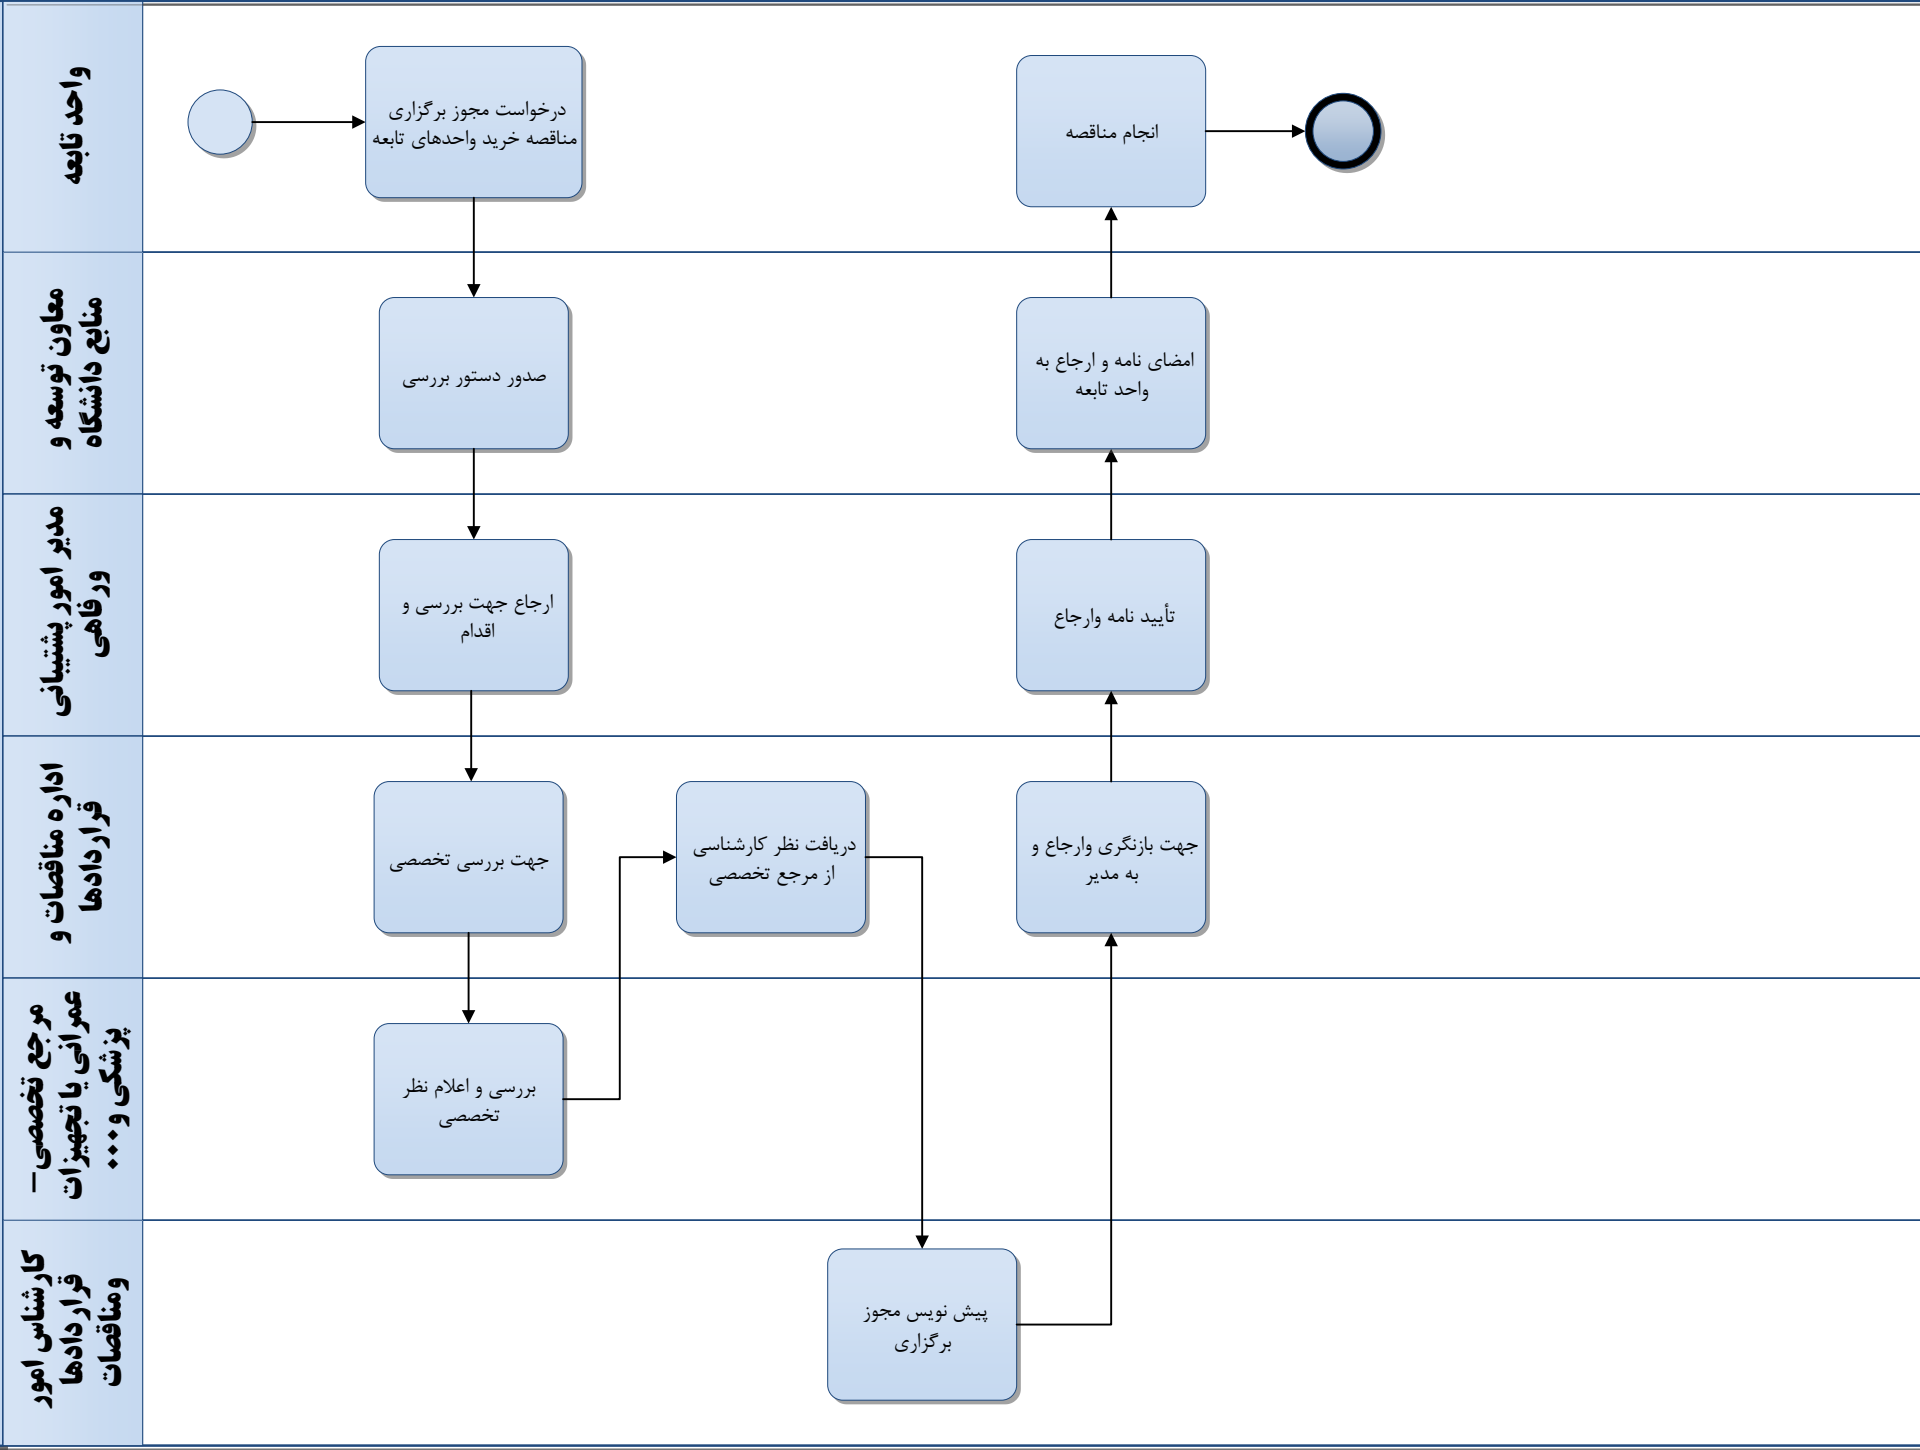 واحد تابعه
درخواست مجوز برگزاری
مناقصه خرید واحدهای تابعه
انجام مناقصه
معاون توسعه و
منابع دانشگاه
صدور دستور بررسی
امضای نامه و ارجاع به
واحد تابعه
مدیر امور پشتیبانی
ورفاهی
ارجاع جهت بررسی و
اقدام
تأیید نامه وارجاع
اداره مناقصات و
قراردادها
جهت بررسی تخصصی
دریافت نظر کارشناسی
از مرجع تخصصی
جهت بازنگری وارجاع و
به مدیر
مرجع تخصصی–
عمرانی یا تجهیزات
پزشکی و...
بررسی و اعلام نظر
تخصصی
کارشناس امور
قراردادها
ومناقصات
پیش نویس مجوز
برگزاری